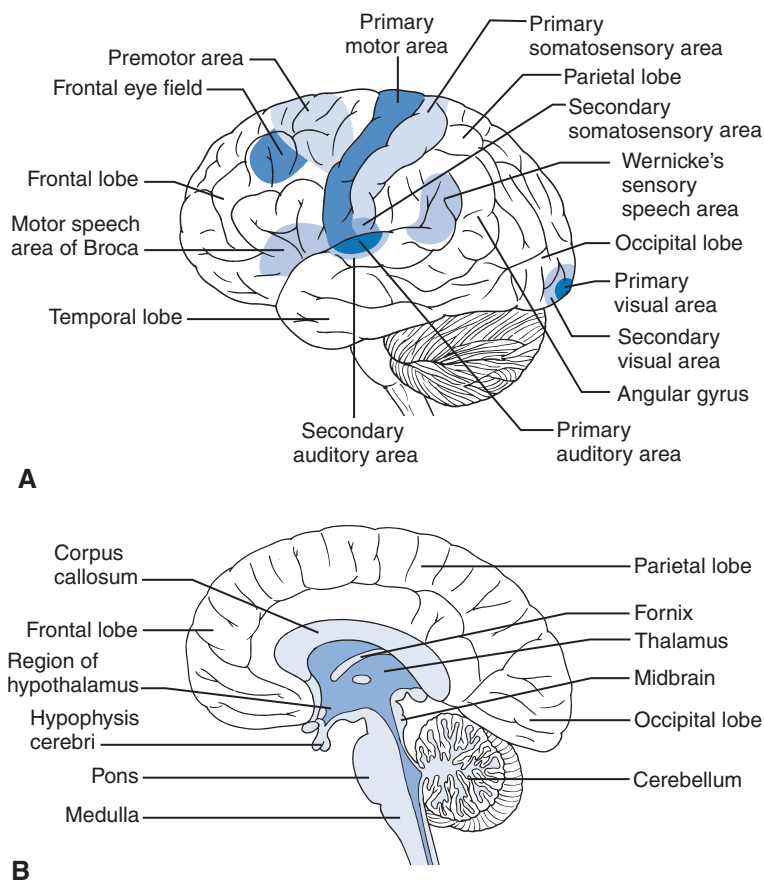 Primary
motor area
Primary
somatosensory area
Premotor area
Frontal eye field
Parietal lobe
Secondary
somatosensory area
Wernicke's
sensory
speech area
Frontal lobe
Motor speech
area of Broca
Occipital lobe
Primary
visual area
Temporal lobe
Secondary
visual area
Angular gyrus
Secondary
auditory area
Primary
auditory area
A
Corpus
callosum
Parietal lobe
Frontal lobe
Fornix
Thalamus
Region of
hypothalamus
Midbrain
Hypophysis
cerebri
Occipital lobe
Pons
Cerebellum
Medulla
B